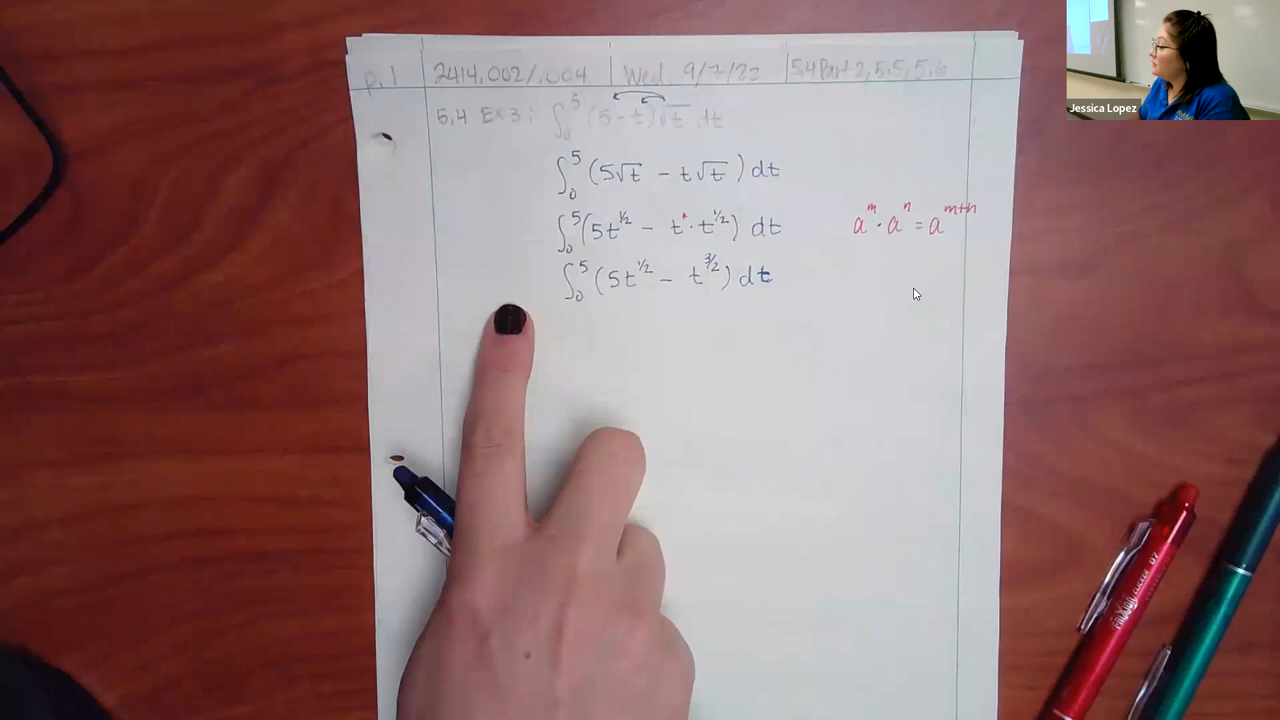 p. 1 2414.002/.004 Wed. 9/7/22 5.4 Part 2, 5.5, 5.6
5.4 Ex 3: ∫₀⁵ (5 - t)√t dt
∫₀⁵ (5√t - t√t) dt
∫₀⁵ (5t^{1/2} - t · t^{1/2}) dt a^m · a^n = a^{m+n}
∫₀⁵ (5t^{1/2} - t^{3/2}) dt
Jessica Lopez